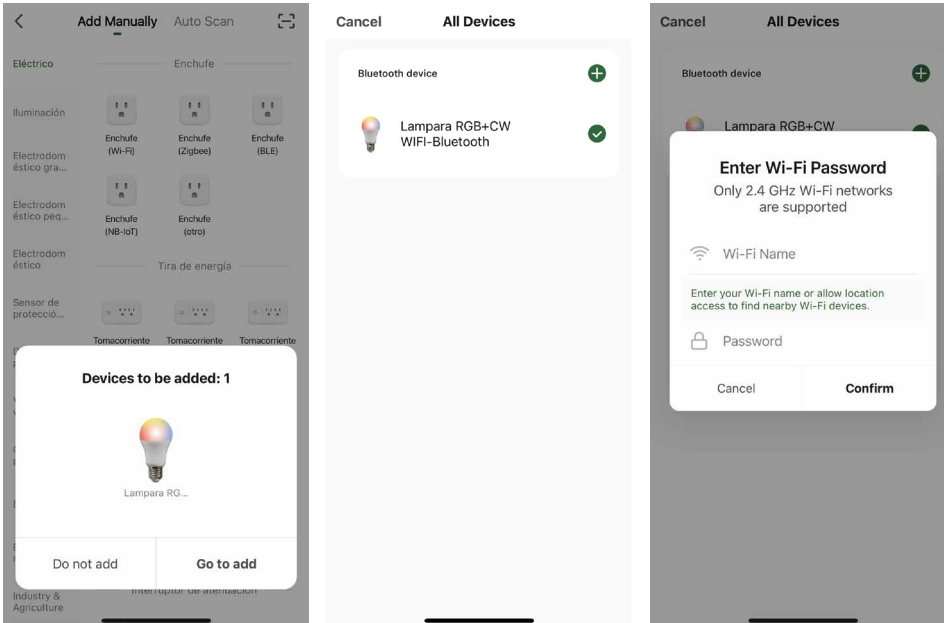 Add Manually Auto Scan
Eléctrico
Enchufe
Iluminación
Enchufe
(Wi-Fi)
Enchufe
(Zigbee)
Enchufe
(BLE)
Electrodom
éstico gra...
Electrodom
éstico peq...
Enchufe
(NB-IoT)
Enchufe
(otro)
Electrodom
éstico
Tira de energía
Sensor de
protecció...
Tomacorriente
Tomacorriente
Tomacorriente
Devices to be added: 1
Lampara RG...
Do not add
Go to add
Interruptor de atenuación
Industry &
Agriculture
Cancel
All Devices
Bluetooth device
Lampara RGB+CW
WIFI-Bluetooth
Cancel
All Devices
Bluetooth device
Lampara RGB+CW
Enter Wi-Fi Password
Only 2.4 GHz Wi-Fi networks
are supported
Wi-Fi Name
Enter your Wi-Fi name or allow location
access to find nearby Wi-Fi devices.
Password
Cancel
Confirm